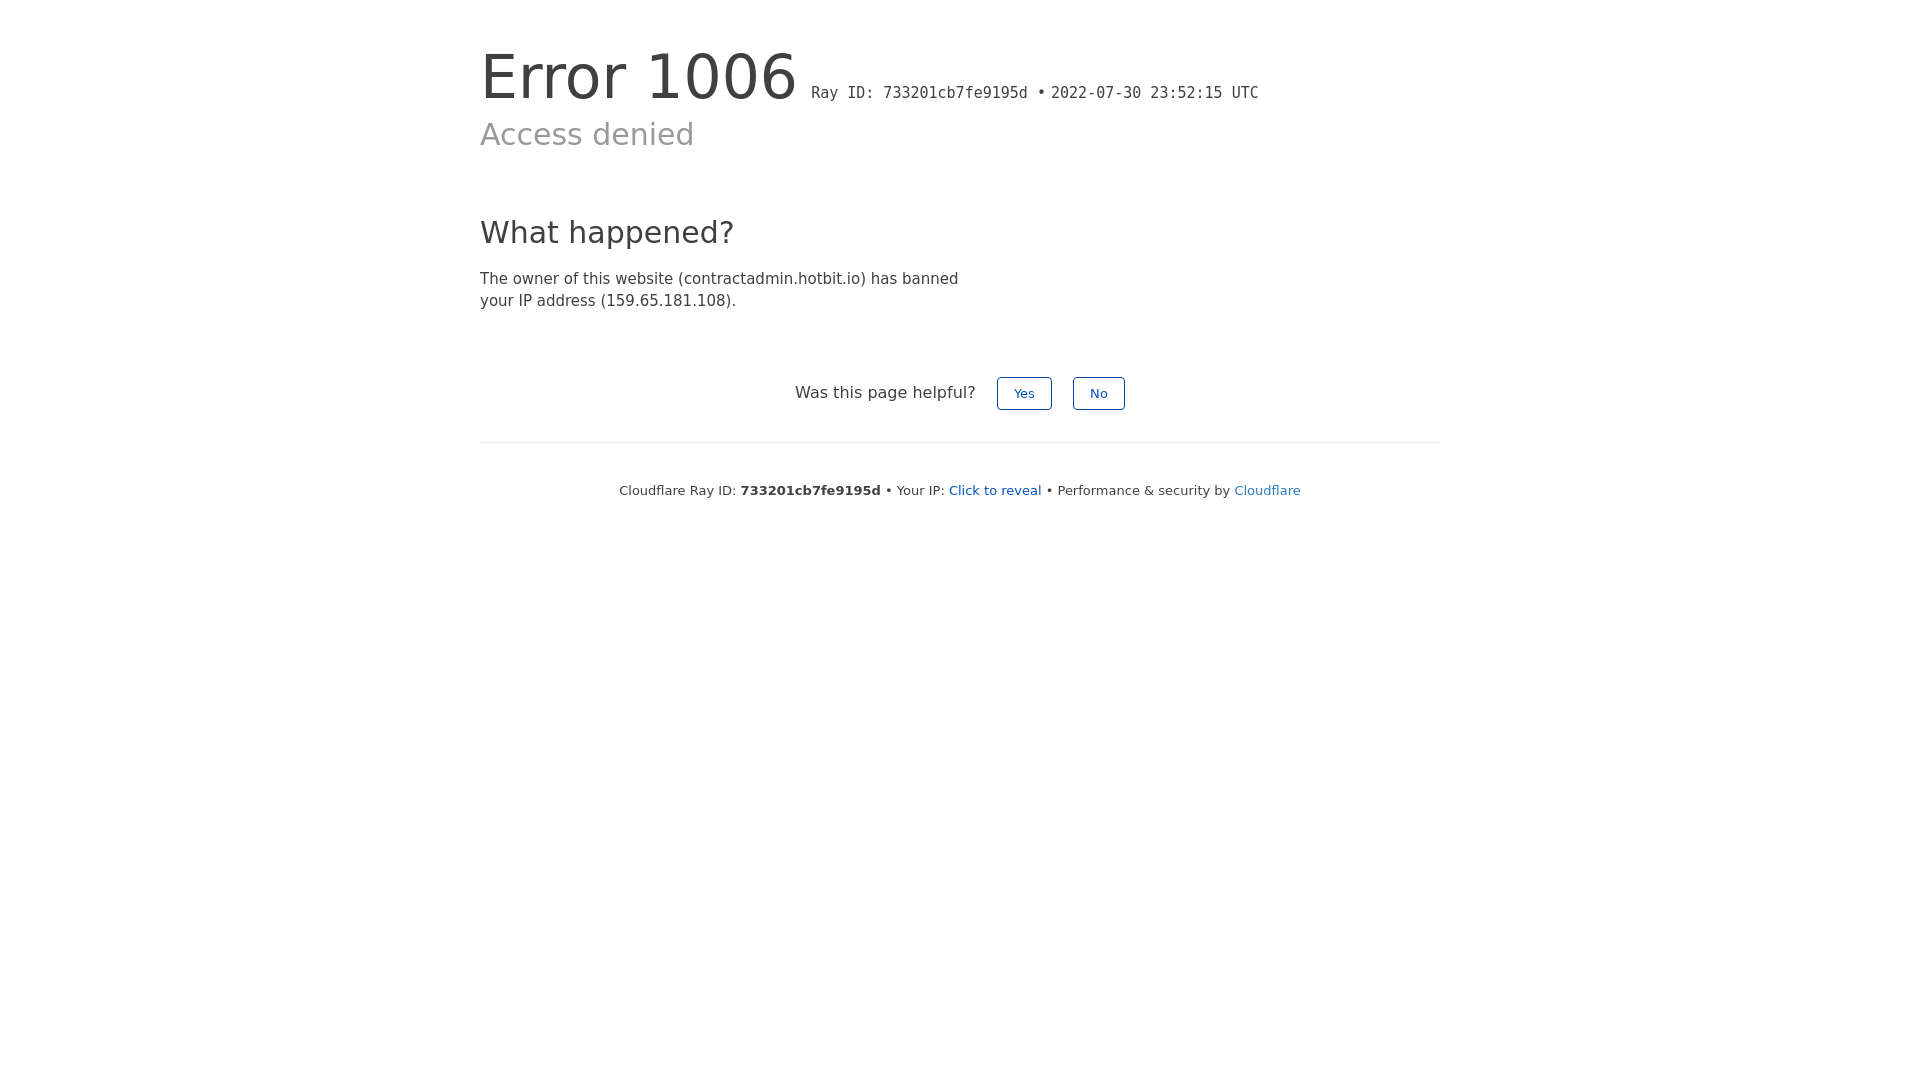 Error 1006 Ray ID: 733201cb7fe9195d • 2022-07-30 23:52:15 UTC
Access denied
What happened?
The owner of this website (contractadmin.hotbit.io) has banned
your IP address (159.65.181.108).
Was this page helpful? Yes No
Cloudflare Ray ID: 733201cb7fe9195d • Your IP: Click to reveal • Performance & security by Cloudflare